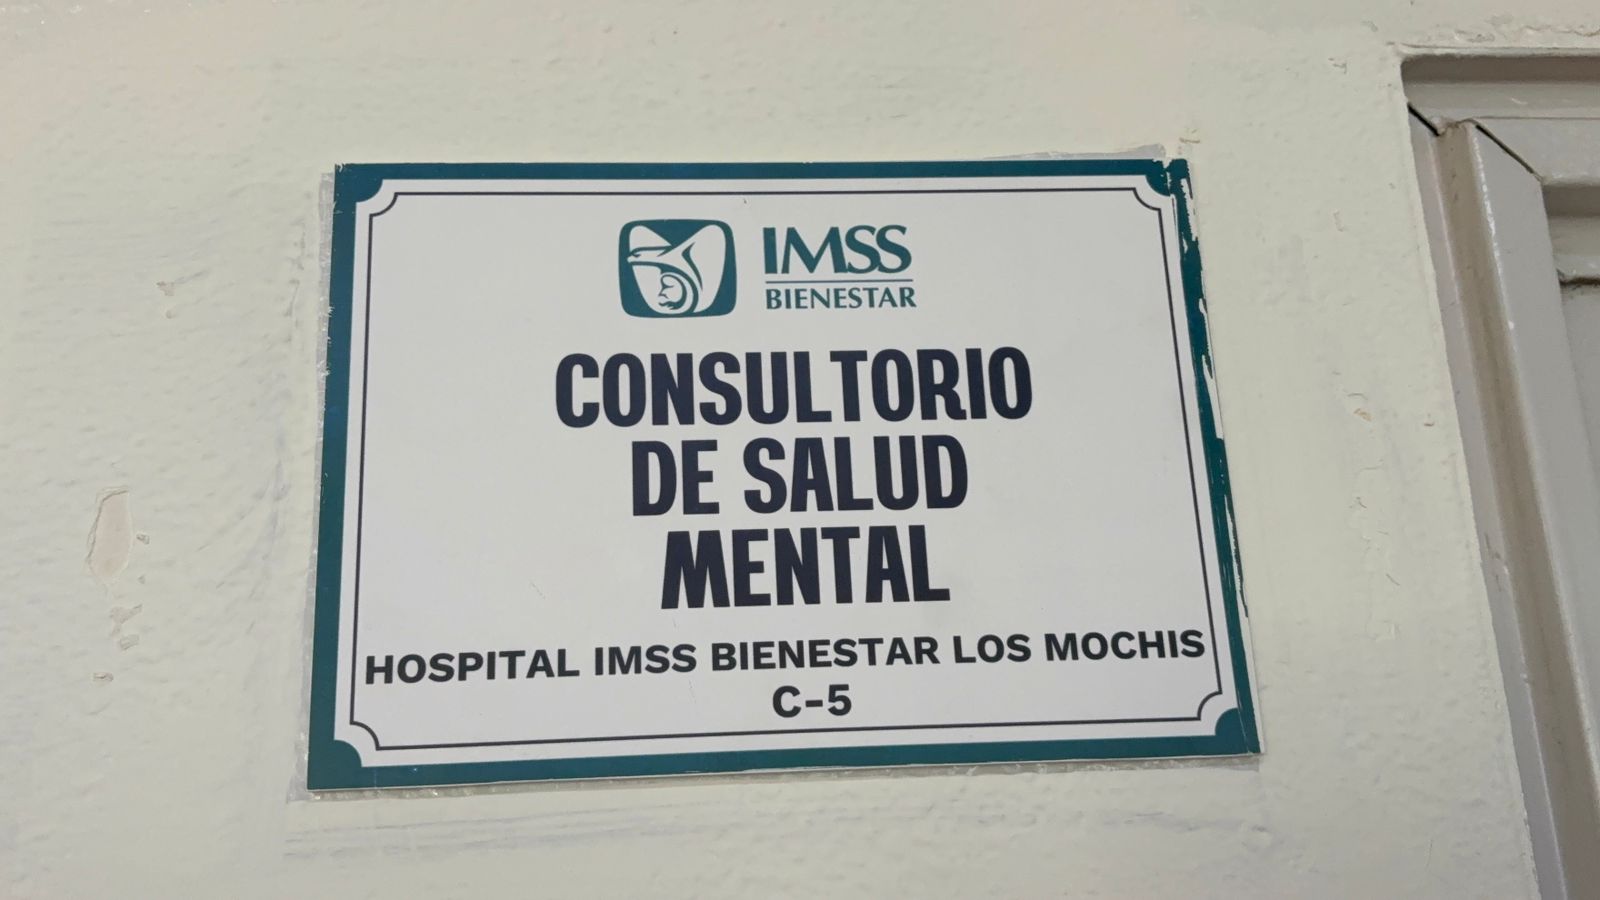 IMSS
BIENESTAR
CONSULTORIO
DE SALUD
MENTAL
HOSPITAL IMSS BIENESTAR LOS MOCHIS
C-5